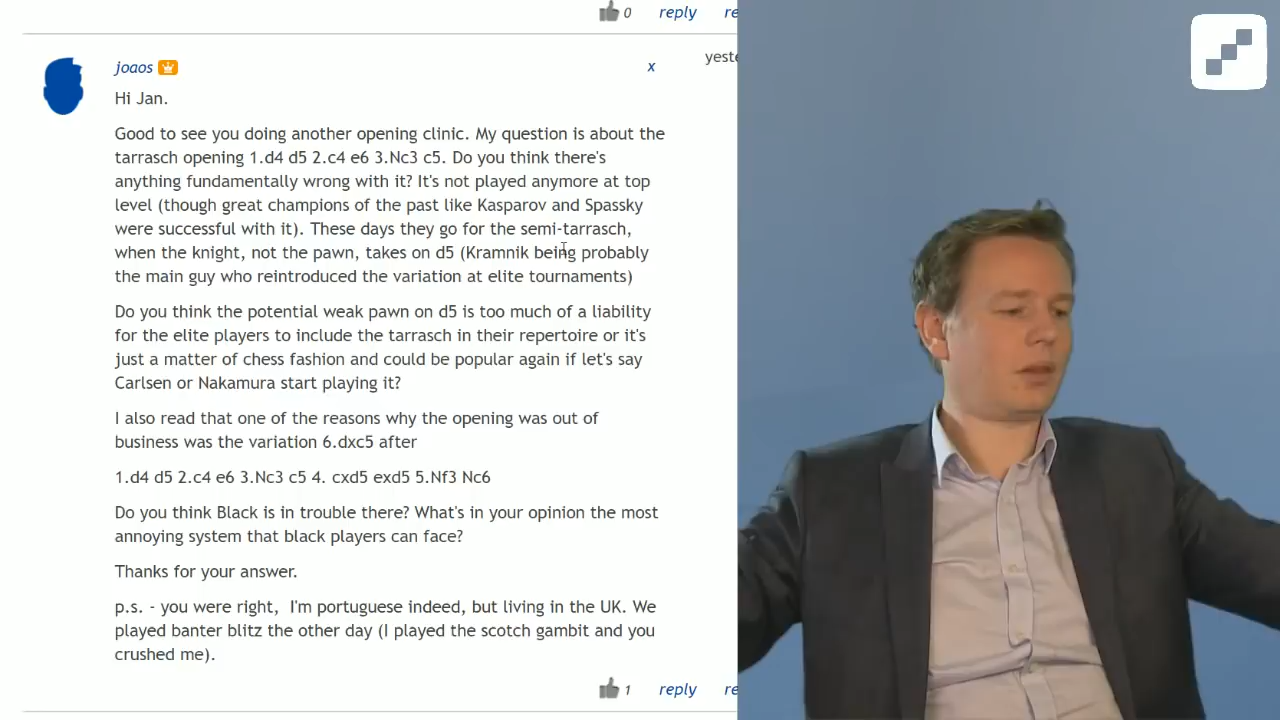 0 reply re
joaos x yeste
Hi Jan.
Good to see you doing another opening clinic. My question is about the
tarrasch opening 1.d4 d5 2.c4 e6 3.Nc3 c5. Do you think there's
anything fundamentally wrong with it? It's not played anymore at top
level (though great champions of the past like Kasparov and Spassky
were successful with it). These days they go for the semi-tarrasch,
when the knight, not the pawn, takes on d5 (Kramnik being probably
the main guy who reintroduced the variation at elite tournaments)
Do you think the potential weak pawn on d5 is too much of a liability
for the elite players to include the tarrasch in their repertoire or it's
just a matter of chess fashion and could be popular again if let's say
Carlsen or Nakamura start playing it?
I also read that one of the reasons why the opening was out of
business was the variation 6.dxc5 after
1.d4 d5 2.c4 e6 3.Nc3 c5 4. cxd5 exd5 5.Nf3 Nc6
Do you think Black is in trouble there? What's in your opinion the most
annoying system that black players can face?
Thanks for your answer.
p.s. - you were right, I'm portuguese indeed, but living in the UK. We
played banter blitz the other day (I played the scotch gambit and you
crushed me).
1 reply re